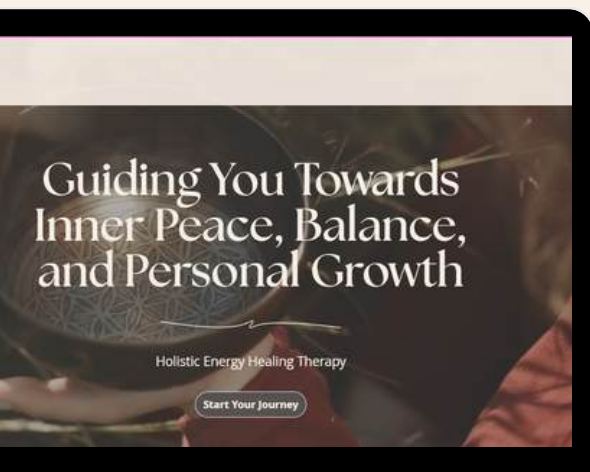 Guiding You Towards
Inner Peace, Balance,
and Personal Growth
Holistic Energy Healing Therapy
Start Your Journey